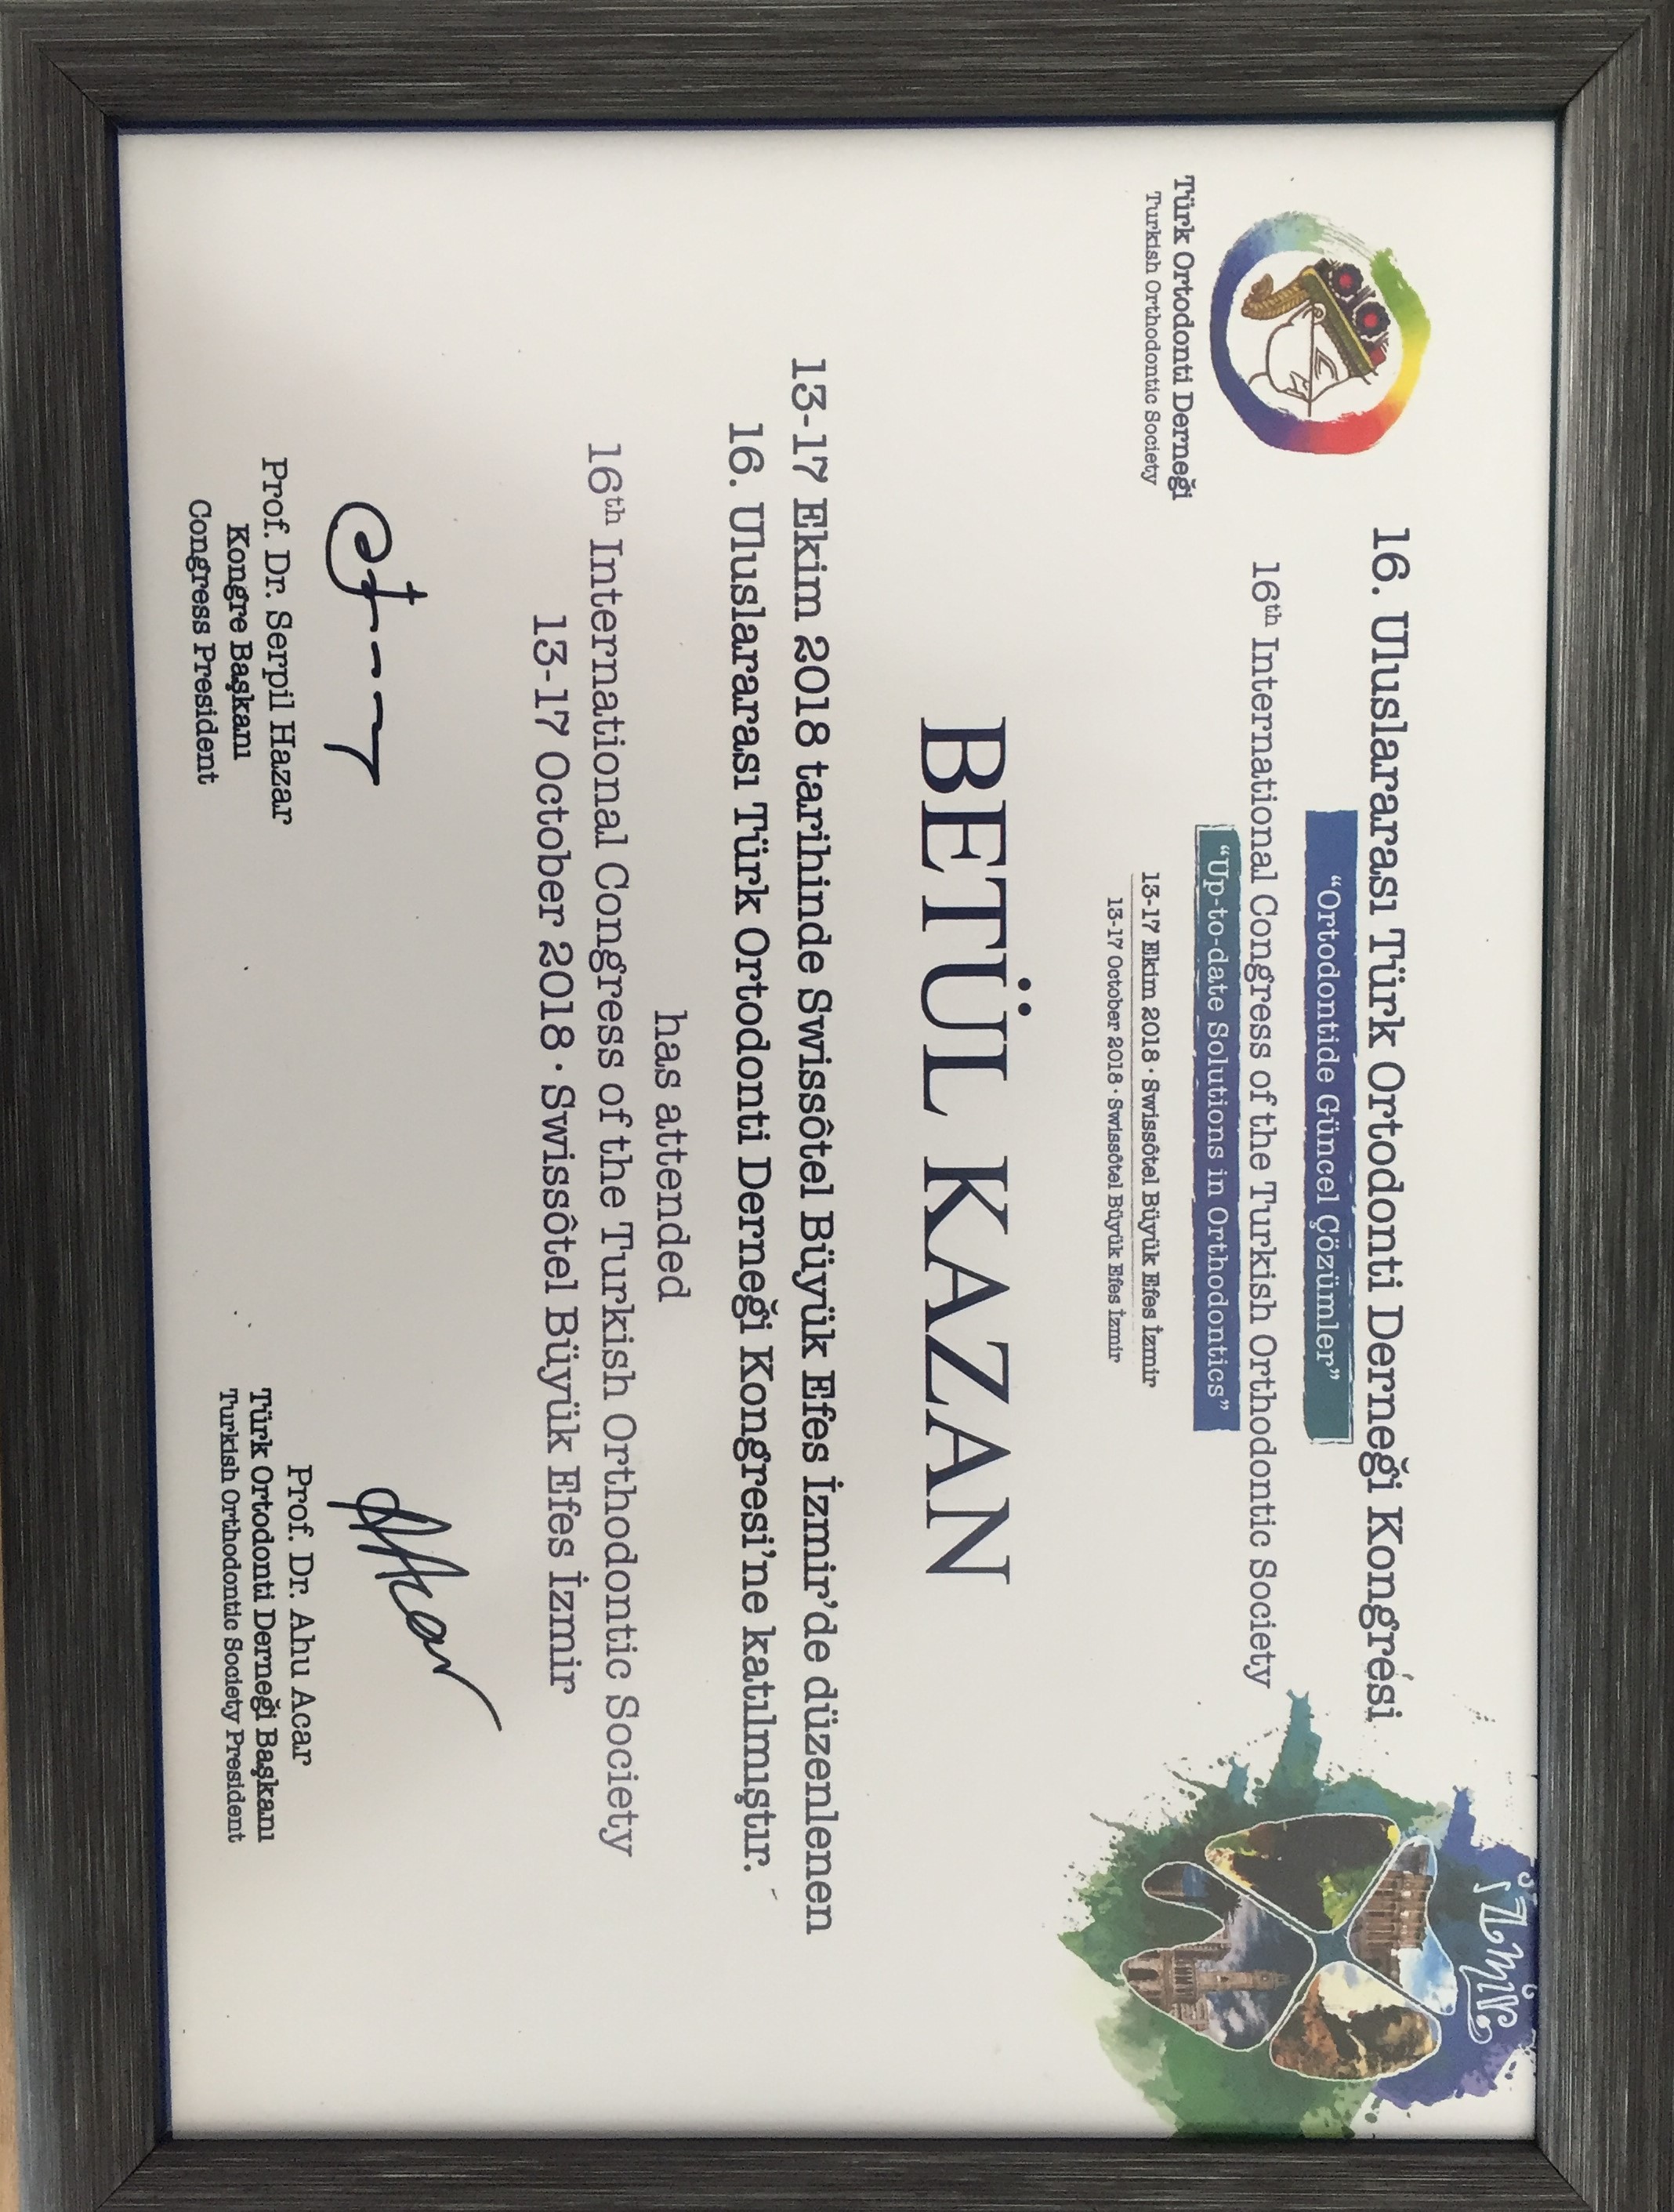 Türk Ortodonti Derneği
Turkish Orthodontic Society
16. Uluslararası Türk Ortodonti Derneği Kongresi
“Ortodontide Güncel Çözümler”
16th International Congress of the Turkish Orthodontic Society
“Up-to-date Solutions in Orthodontics”
13-17 Ekim 2018 · Swissôtel Büyük Efes İzmir
13-17 October 2018 · Swissôtel Büyük Efes İzmir
izmir
BETÜL KAZAN
13-17 Ekim 2018 tarihinde Swissôtel Büyük Efes İzmir’de düzenlenen
16. Uluslararası Türk Ortodonti Derneği Kongresi’ne katılmıştır.
has attended
16th International Congress of the Turkish Orthodontic Society
13-17 October 2018 · Swissôtel Büyük Efes İzmir
Prof. Dr. Serpil Hazar
Kongre Başkanı
Congress President
Prof. Dr. Ahu Acar
Türk Ortodonti Derneği Başkanı
Turkish Orthodontic Society President